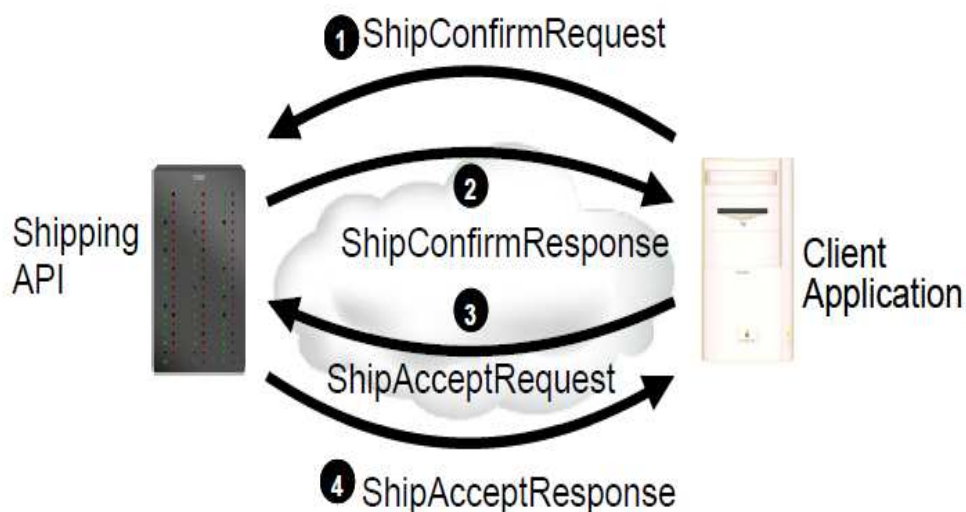 1 ShipConfirmRequest
2
ShipConfirmResponse
Shipping
API
Client
Application
3
ShipAcceptRequest
4 ShipAcceptResponse